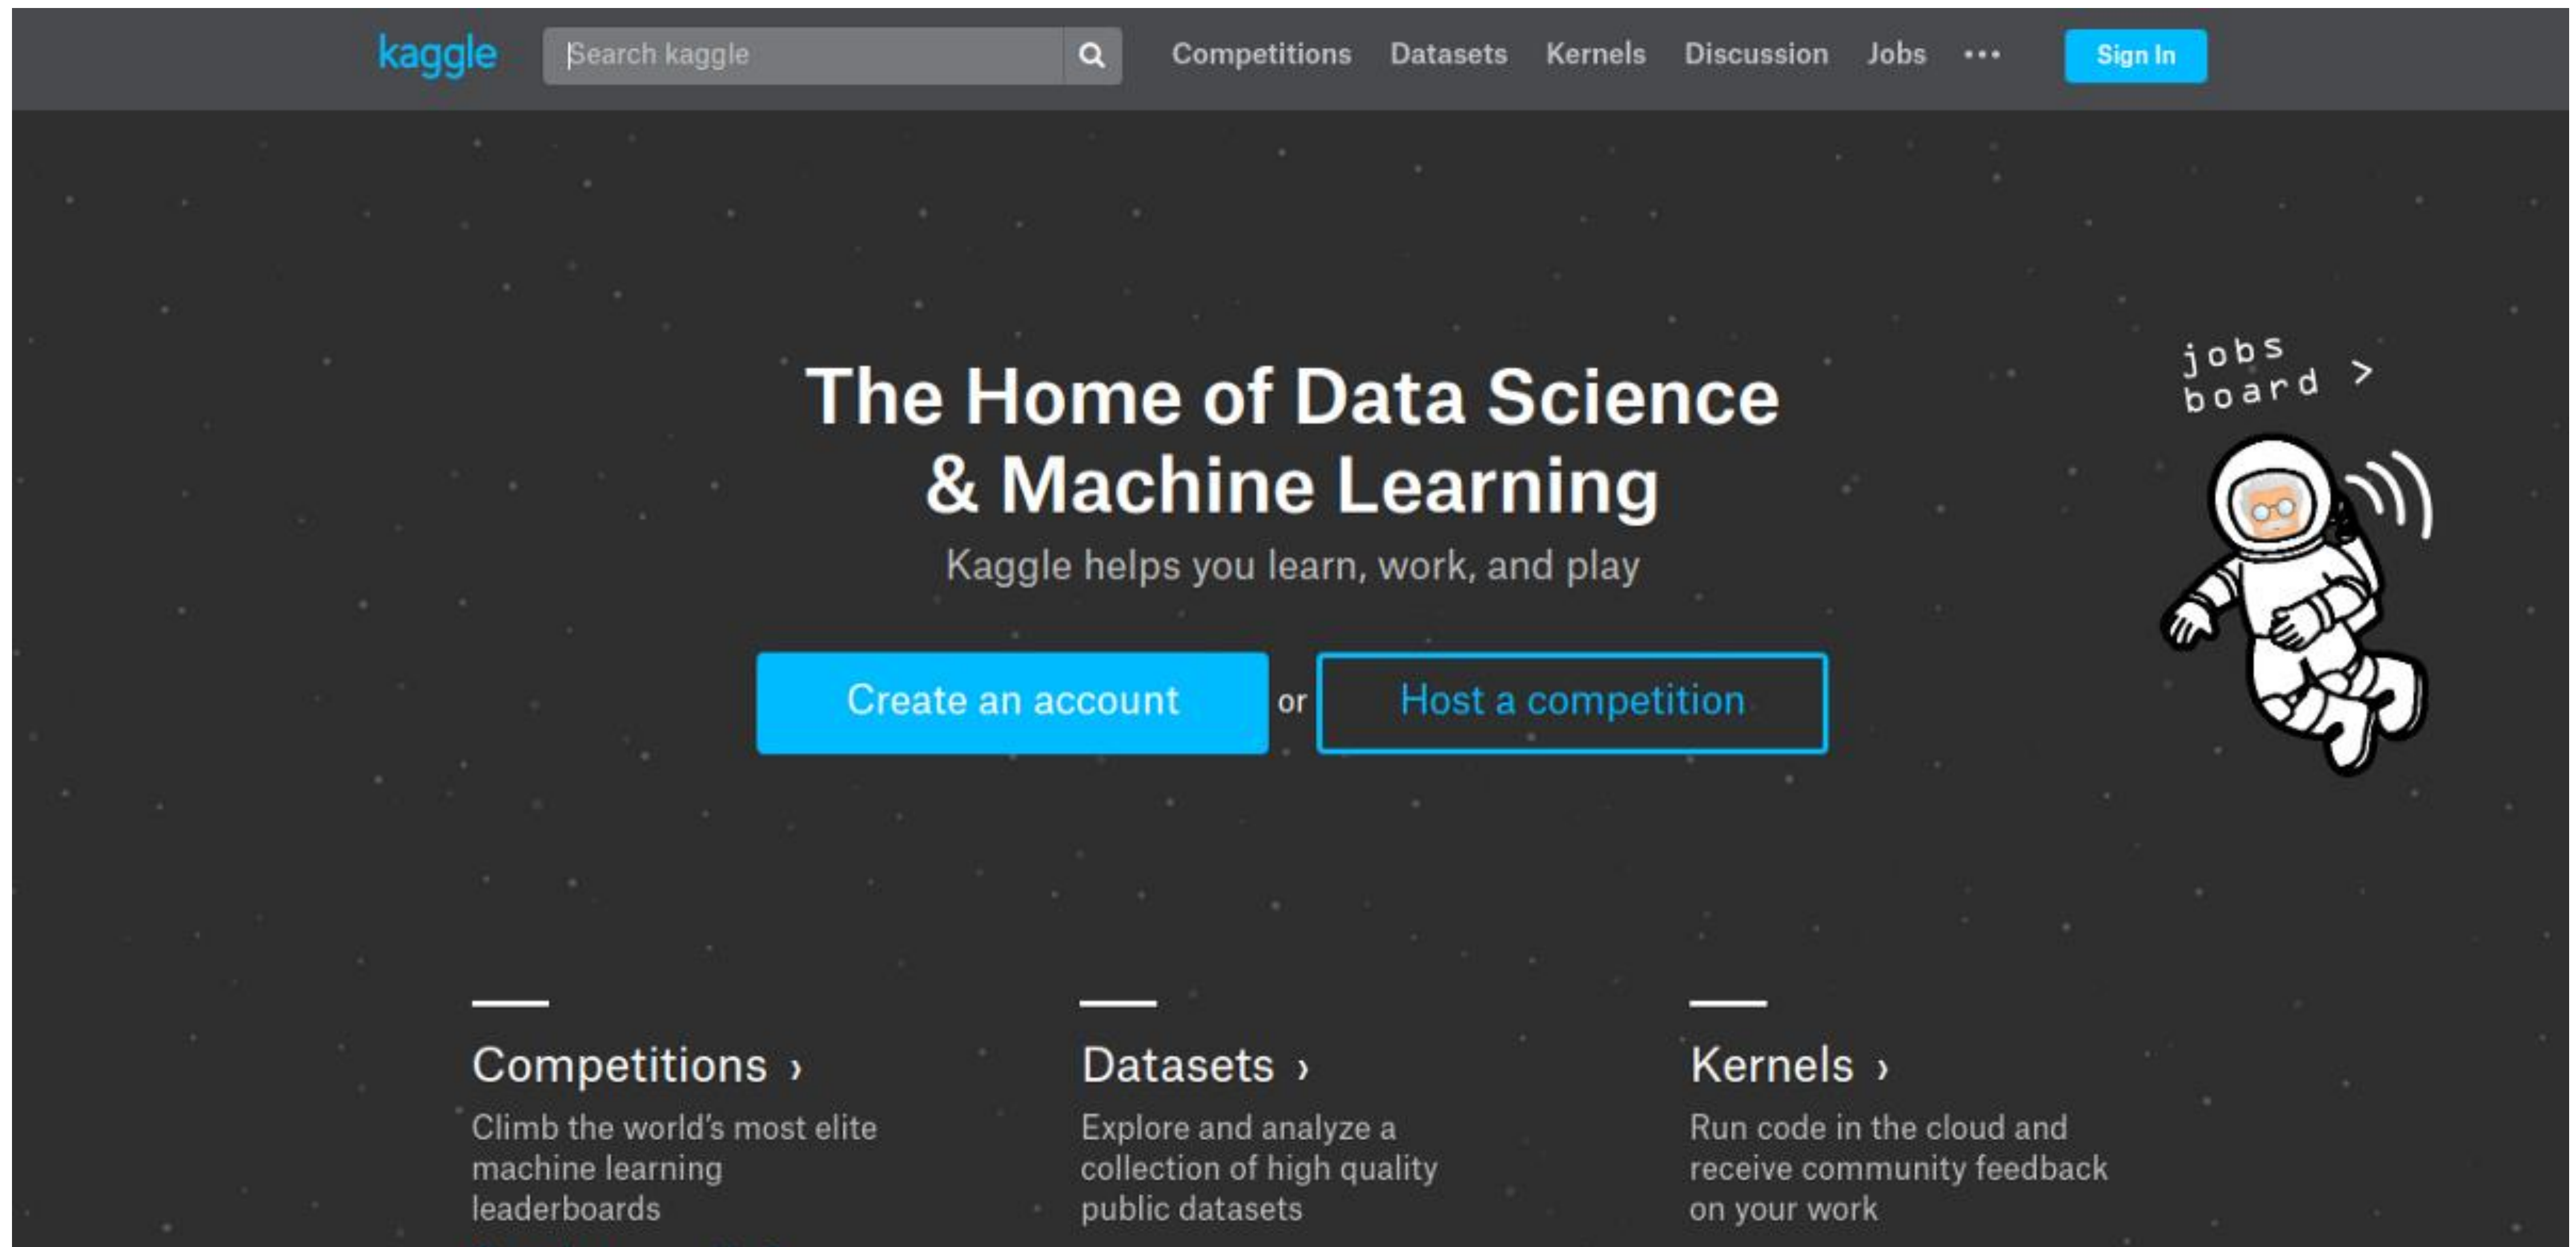 kaggle
Search kaggle
Competitions Datasets Kernels Discussion Jobs •••
Sign In
The Home of Data Science
& Machine Learning
Kaggle helps you learn, work, and play
Create an account or Host a competition
jobs
board >
Competitions ›
Climb the world's most elite
machine learning
leaderboards
Datasets ›
Explore and analyze a
collection of high quality
public datasets
Kernels ›
Run code in the cloud and
receive community feedback
on your work